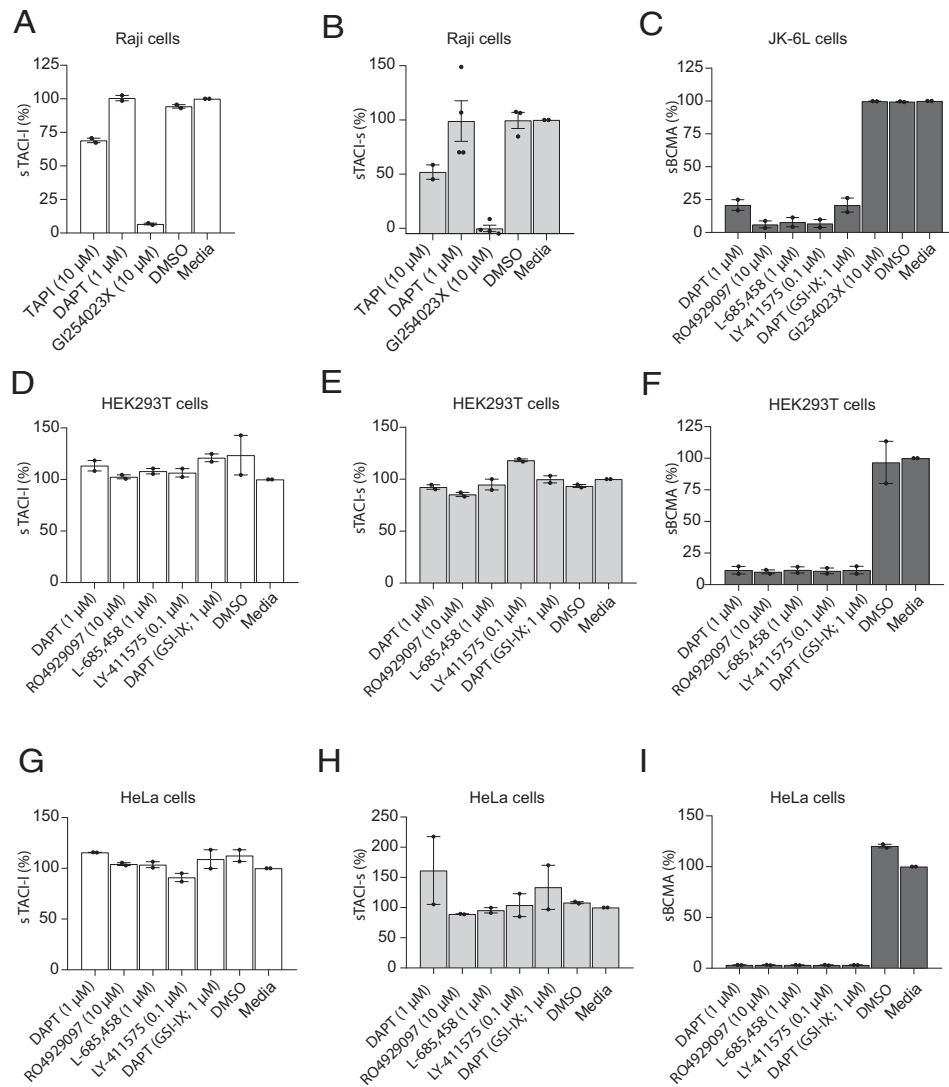 A
Raji cells
sTACI-l (%)
125
100
75
50
25
0
TAPI (10 µM)
DAPT (1 µM)
GI254023X (10 µM)
DMSO
Media
B
Raji cells
sTACI-s (%)
150
100
50
0
TAPI (10 µM)
DAPT (1 µM)
GI254023X (10 µM)
DMSO
Media
C
JK-6L cells
sBCMA (%)
125
100
75
50
25
0
DAPT (1 µM)
RO4929097 (10 µM)
L-685,458 (1 µM)
LY-411575 (0.1 µM)
DAPT (GSI-IX; 1 µM)
GI254023X (10 µM)
DMSO
Media
D
HEK293T cells
sTACI-l (%)
150
100
50
0
DAPT (1 µM)
RO4929097 (10 µM)
L-685,458 (1 µM)
LY-411575 (0.1 µM)
DAPT (GSI-IX; 1 µM)
DMSO
Media
E
HEK293T cells
sTACI-s (%)
150
100
50
0
DAPT (1 µM)
RO4929097 (10 µM)
L-685,458 (1 µM)
LY-411575 (0.1 µM)
DAPT (GSI-IX; 1 µM)
DMSO
Media
F
HEK293T cells
sBCMA (%)
125
100
75
50
25
0
DAPT (1 µM)
RO4929097 (10 µM)
L-685,458 (1 µM)
LY-411575 (0.1 µM)
DAPT (GSI-IX; 1 µM)
DMSO
Media
G
HeLa cells
sTACI-l (%)
150
100
50
0
DAPT (1 µM)
RO4929097 (10 µM)
L-685,458 (1 µM)
LY-411575 (0.1 µM)
DAPT (GSI-IX; 1 µM)
DMSO
Media
H
HeLa cells
sTACI-s (%)
250
200
150
100
50
0
DAPT (1 µM)
RO4929097 (10 µM)
L-685,458 (1 µM)
LY-411575 (0.1 µM)
DAPT (GSI-IX; 1 µM)
DMSO
Media
I
HeLa cells
sBCMA (%)
150
100
50
0
DAPT (1 µM)
RO4929097 (10 µM)
L-685,458 (1 µM)
LY-411575 (0.1 µM)
DAPT (GSI-IX; 1 µM)
DMSO
Media